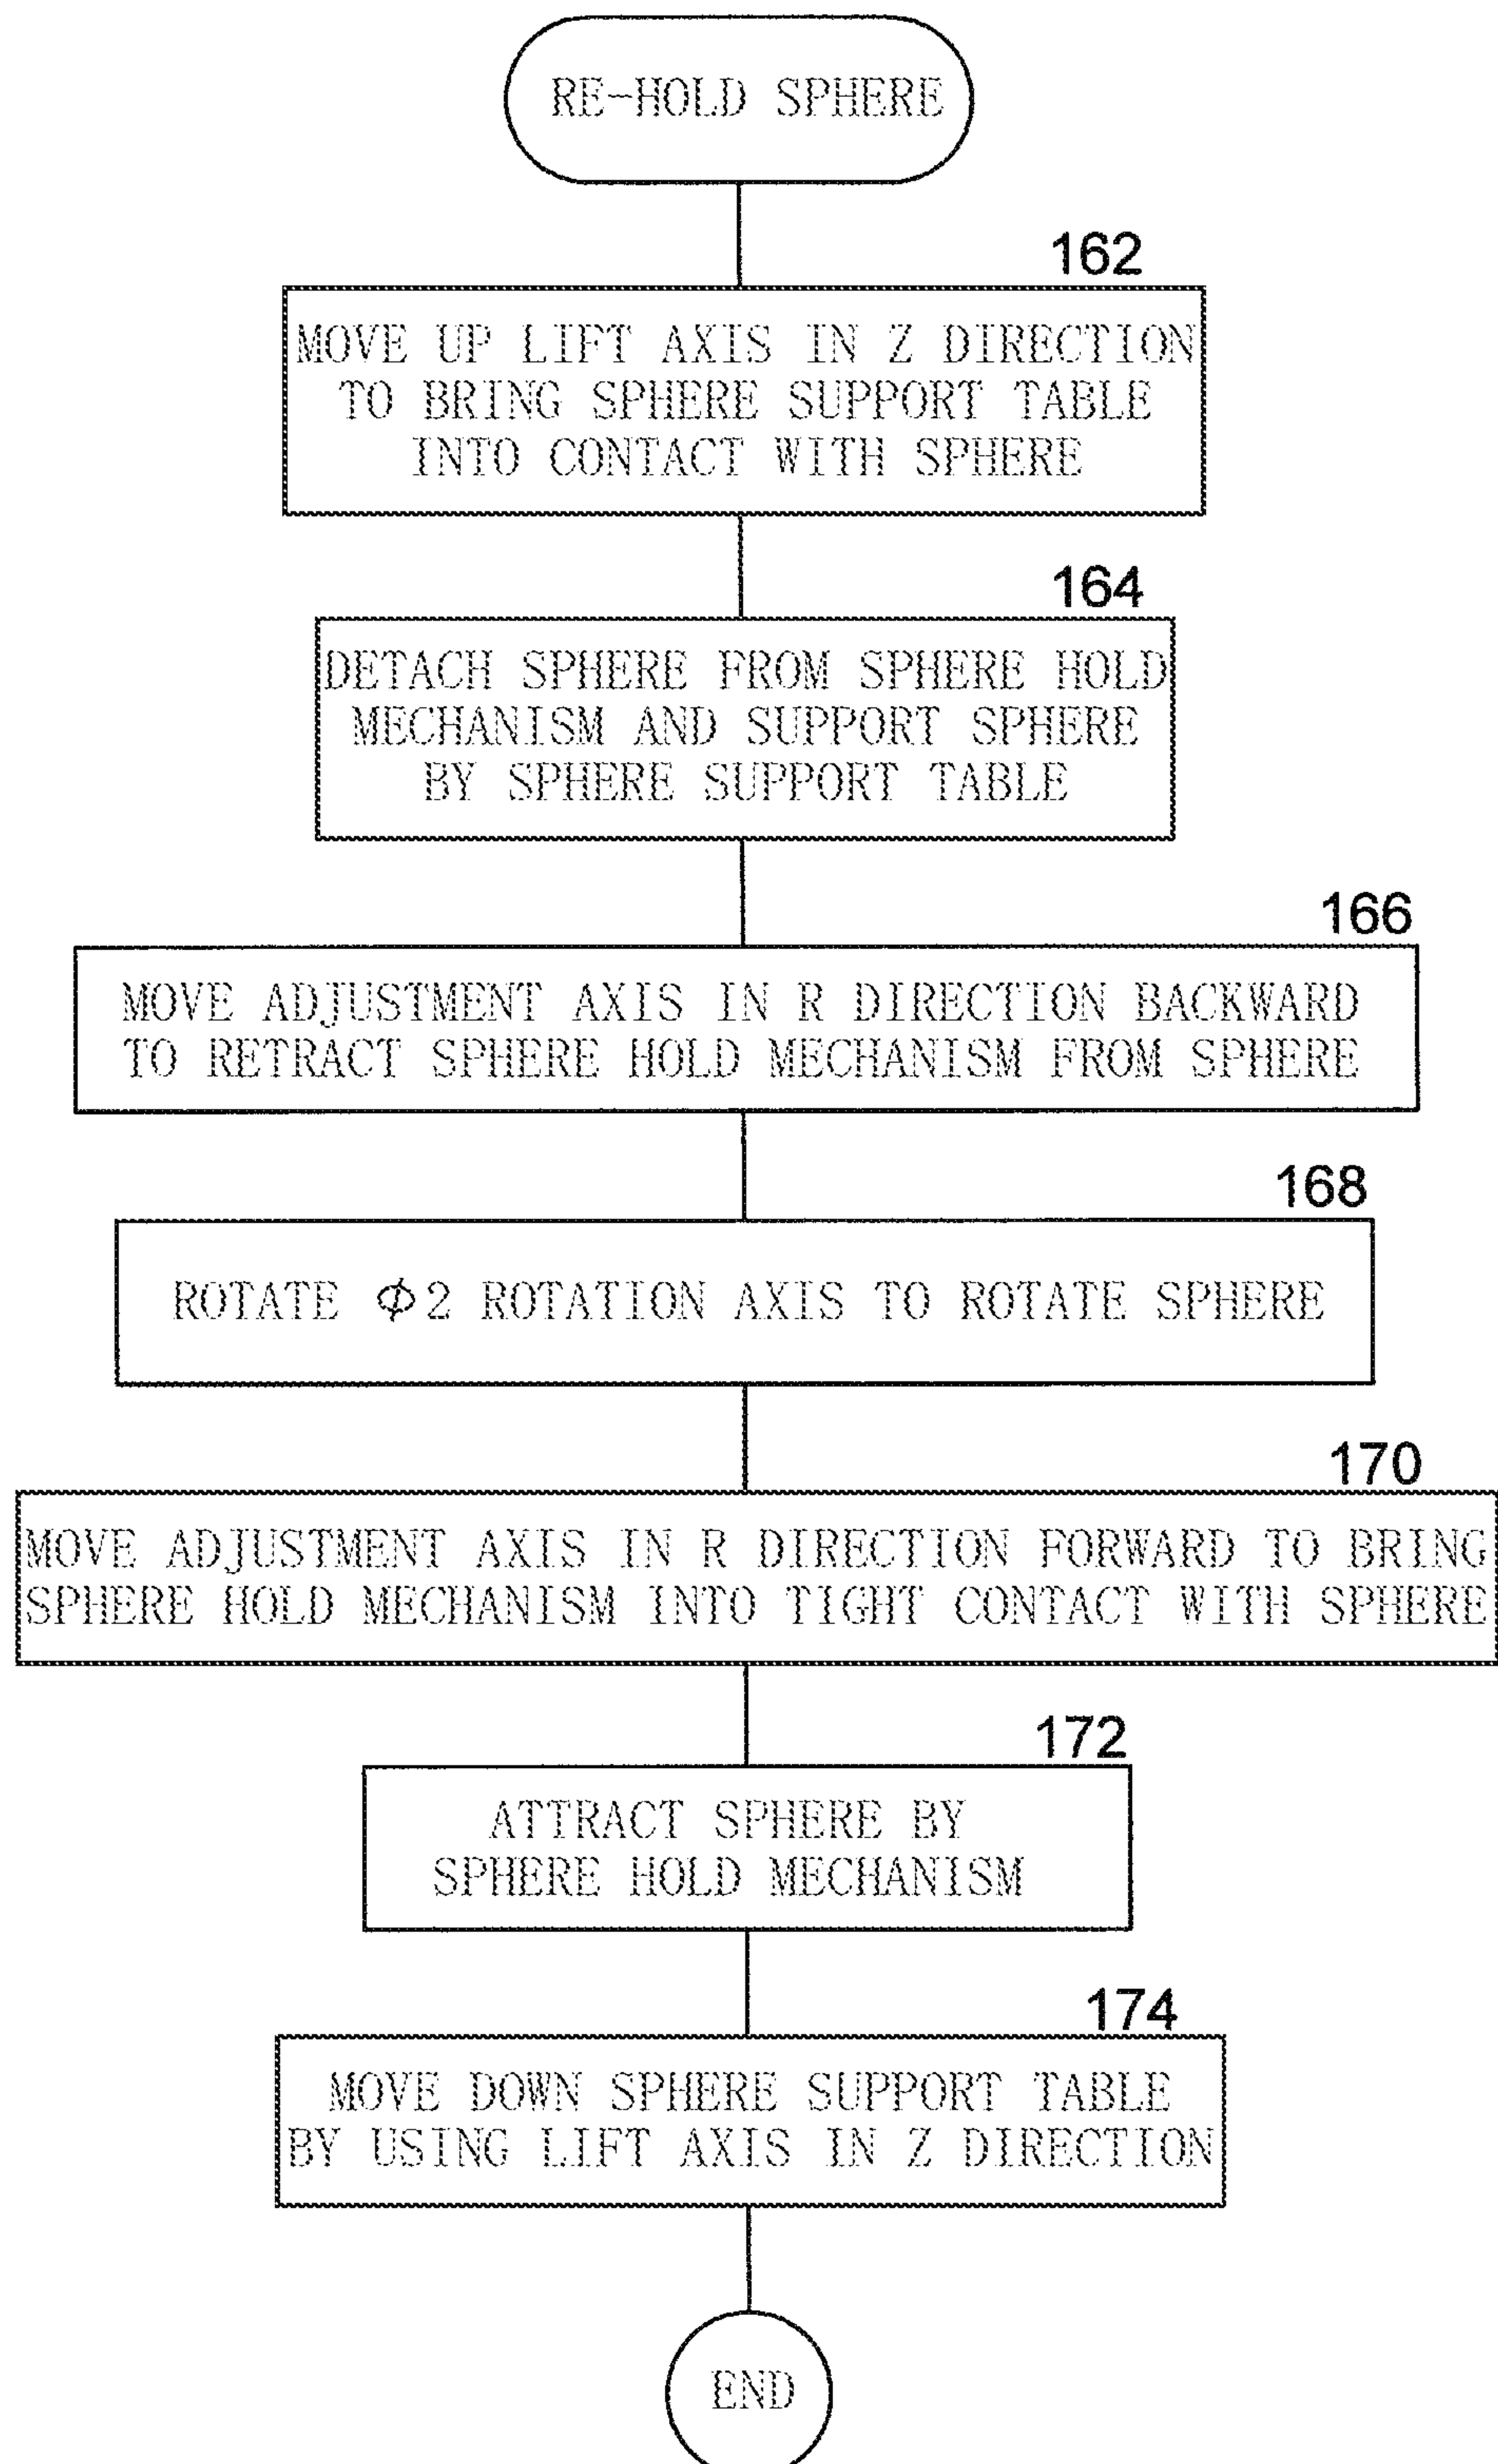 RE-HOLD SPHERE
162
MOVE UP LIFT AXIS IN Z DIRECTION
TO BRING SPHERE SUPPORT TABLE
INTO CONTACT WITH SPHERE
164
DETACH SPHERE FROM SPHERE HOLD
MECHANISM AND SUPPORT SPHERE
BY SPHERE SUPPORT TABLE
166
MOVE ADJUSTMENT AXIS IN R DIRECTION BACKWARD
TO RETRACT SPHERE HOLD MECHANISM FROM SPHERE
168
ROTATE Φ2 ROTATION AXIS TO ROTATE SPHERE
170
MOVE ADJUSTMENT AXIS IN R DIRECTION FORWARD TO BRING
SPHERE HOLD MECHANISM INTO TIGHT CONTACT WITH SPHERE
172
ATTRACT SPHERE BY
SPHERE HOLD MECHANISM
174
MOVE DOWN SPHERE SUPPORT TABLE
BY USING LIFT AXIS IN Z DIRECTION
END